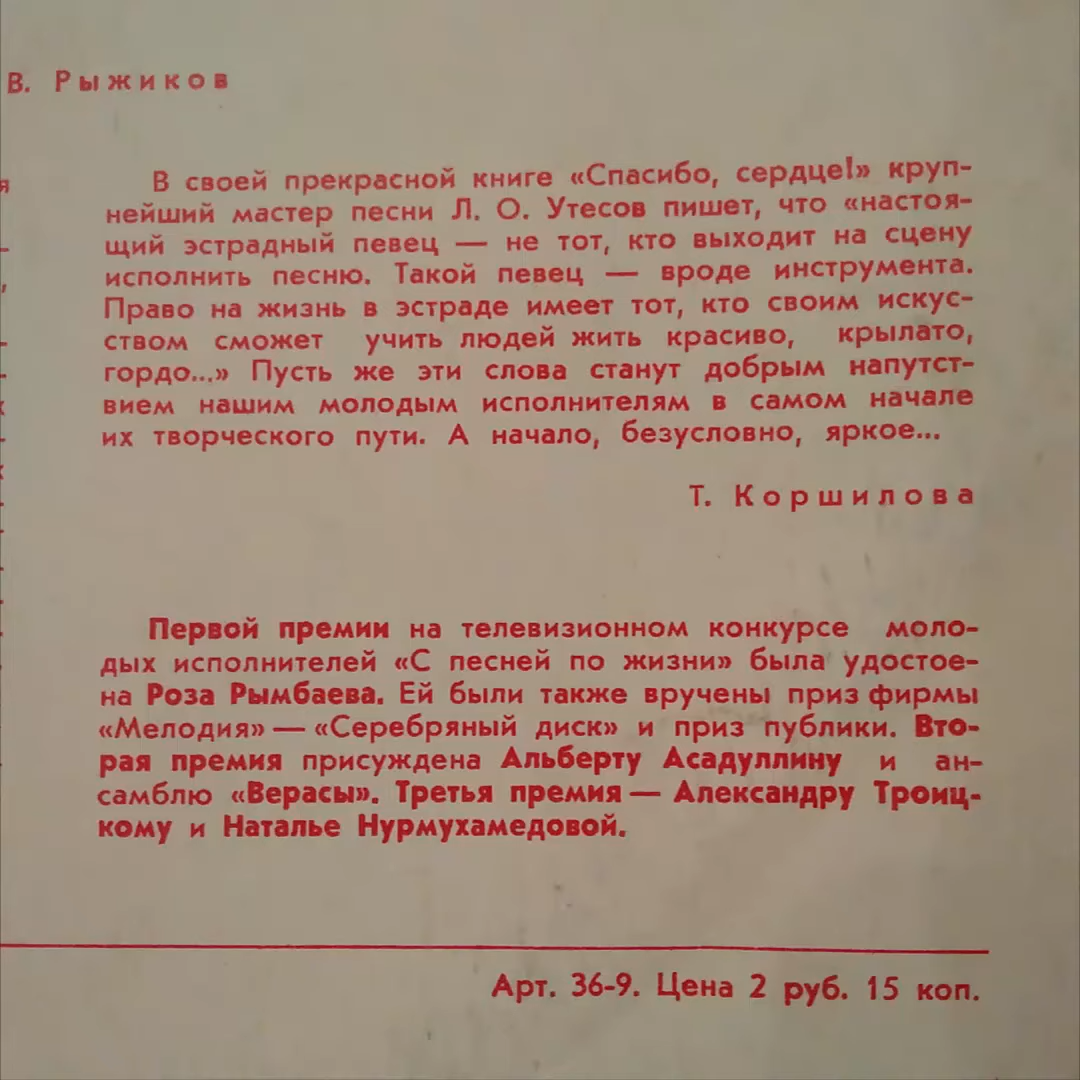 В. Рыжиков
В своей прекрасной книге «Спасибо, сердце!» круп-
нейший мастер песни Л. О. Утесов пишет, что «настоя-
щий эстрадный певец — не тот, кто выходит на сцену
исполнить песню. Такой певец — вроде инструмента.
Право на жизнь в эстраде имеет тот, кто своим искус-
ством сможет учить людей жить красиво, крылато,
гордо...» Пусть же эти слова станут добрым напутст-
вием нашим молодым исполнителям в самом начале
их творческого пути. А начало, безусловно, яркое...
Т. Коршилова
Первой премии на телевизионном конкурсе моло-
дых исполнителей «С песней по жизни» была удостое-
на Роза Рымбаева. Ей были также вручены приз фирмы
«Мелодия» — «Серебряный диск» и приз публики. Вто-
рая премия присуждена Альберту Асадуллину и ан-
самблю «Верасы». Третья премия — Александру Троиц-
кому и Наталье Нурмухамедовой.
Арт. 36-9. Цена 2 руб. 15 коп.